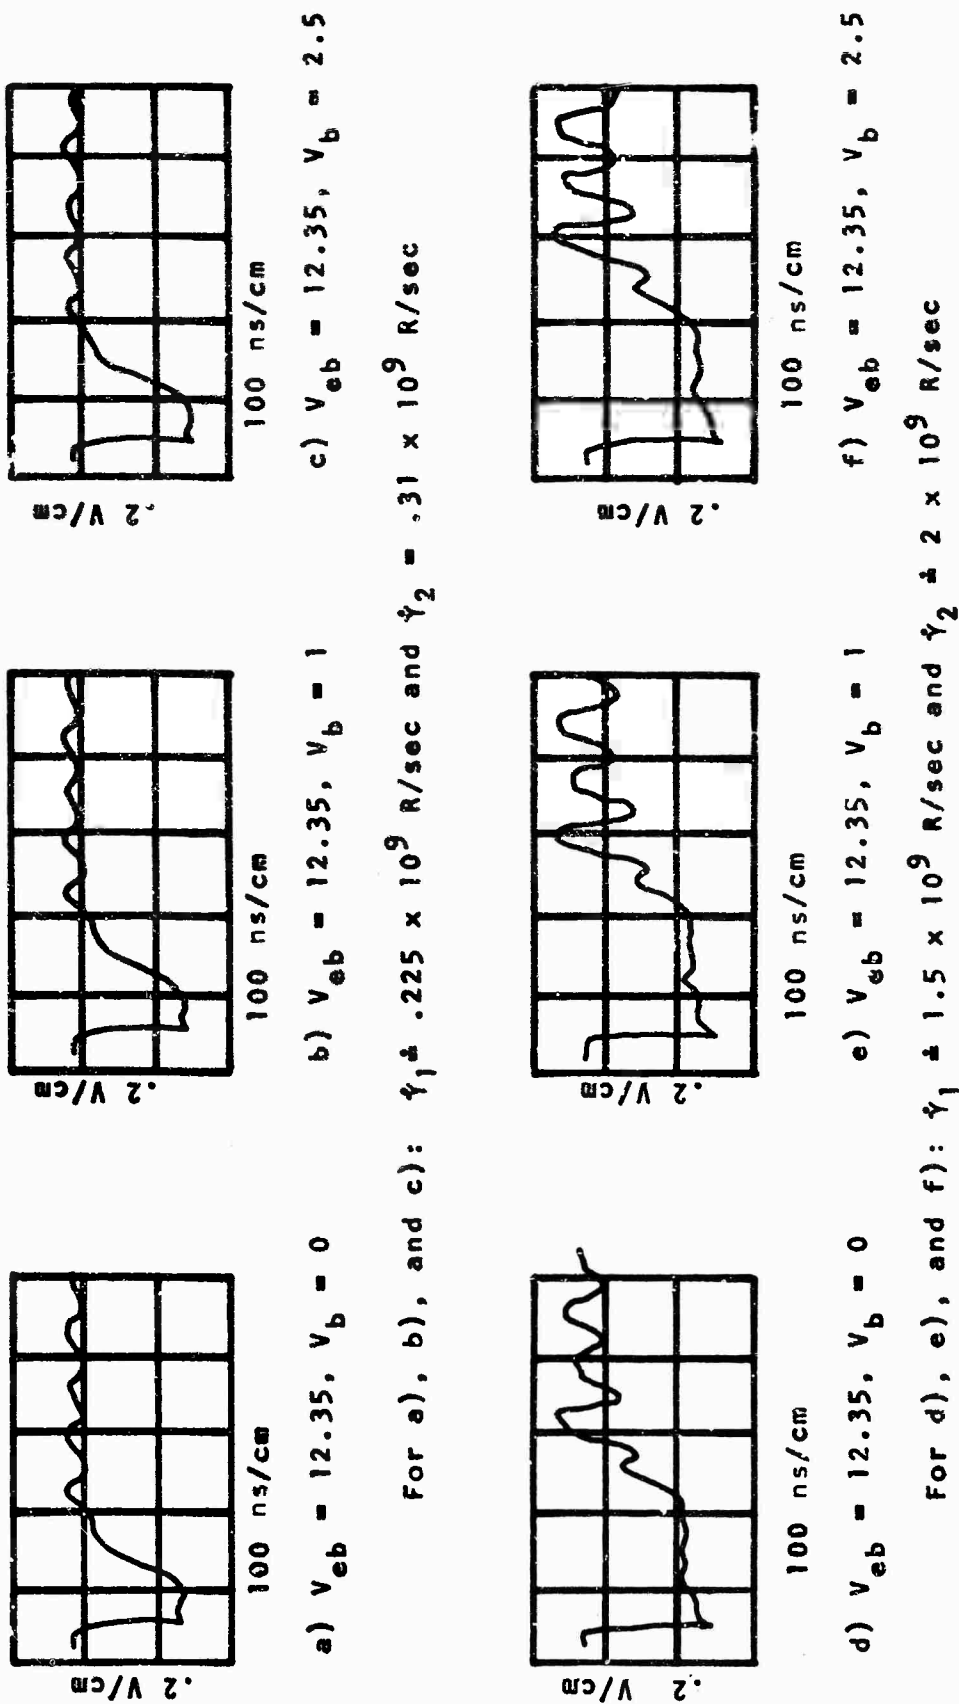 .2 V/cm
100 ns/cm
a) Veb = 12.35, Vb = 0
.2 V/cm
100 ns/cm
b) Veb = 12.35, Vb = 1
.2 V/cm
100 ns/cm
c) Veb = 12.35, Vb = 2.5
For a), b), and c): γ̇1 ≐ .225 x 10⁹ R/sec and γ̇2 = .31 x 10⁹ R/sec
.2 V/cm
100 ns/cm
d) Veb = 12.35, Vb = 0
.2 V/cm
100 ns/cm
e) Veb = 12.35, Vb = 1
.2 V/cm
100 ns/cm
f) Veb = 12.35, Vb = 2.5
For d), e), and f): γ̇1 ≐ 1.5 x 10⁹ R/sec and γ̇2 ≐ 2 x 10⁹ R/sec